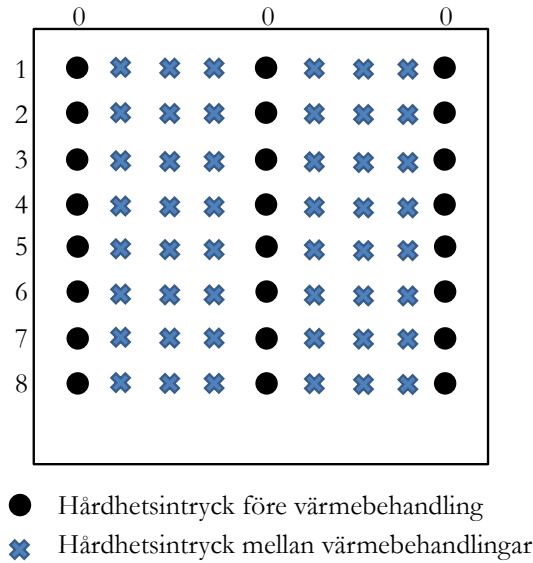 0 0 0
1
2
3
4
5
6
7
8
Hårdhetsintryck före värmebehandling
Hårdhetsintryck mellan värmebehandlingar